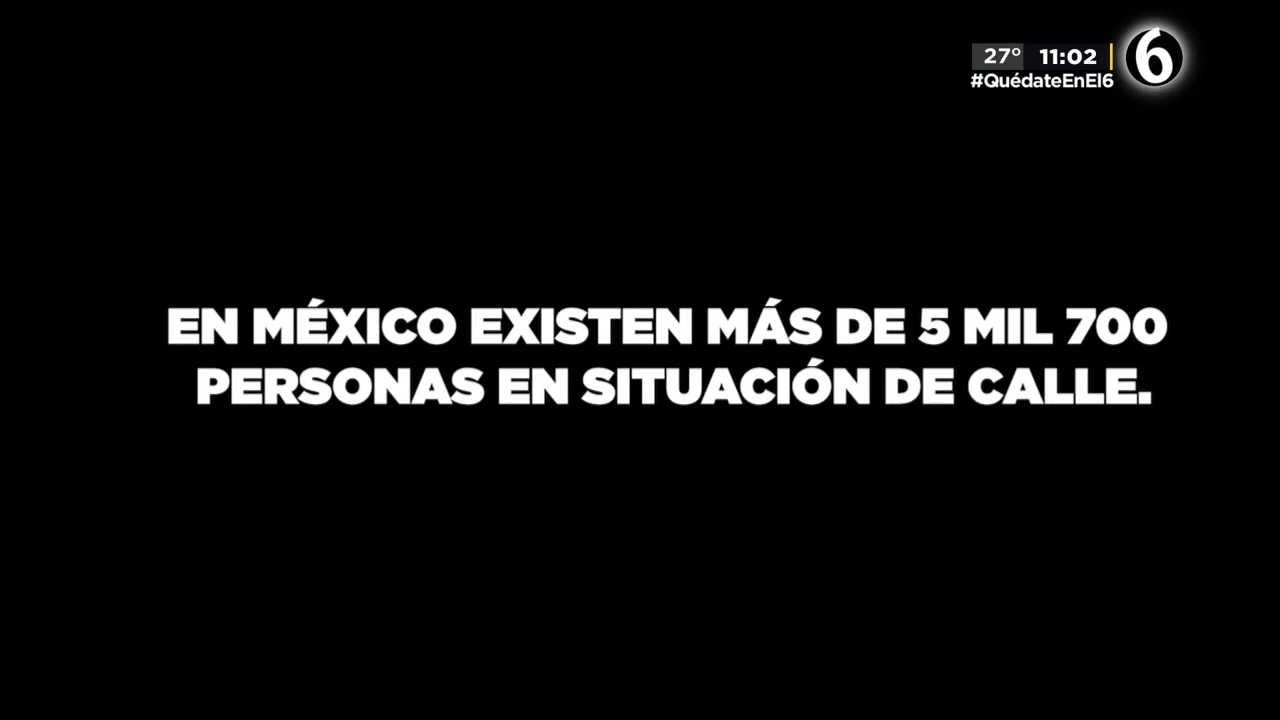 27° 11:02 6
#QuédateEnEl6
EN MÉXICO EXISTEN MÁS DE 5 MIL 700
PERSONAS EN SITUACIÓN DE CALLE.